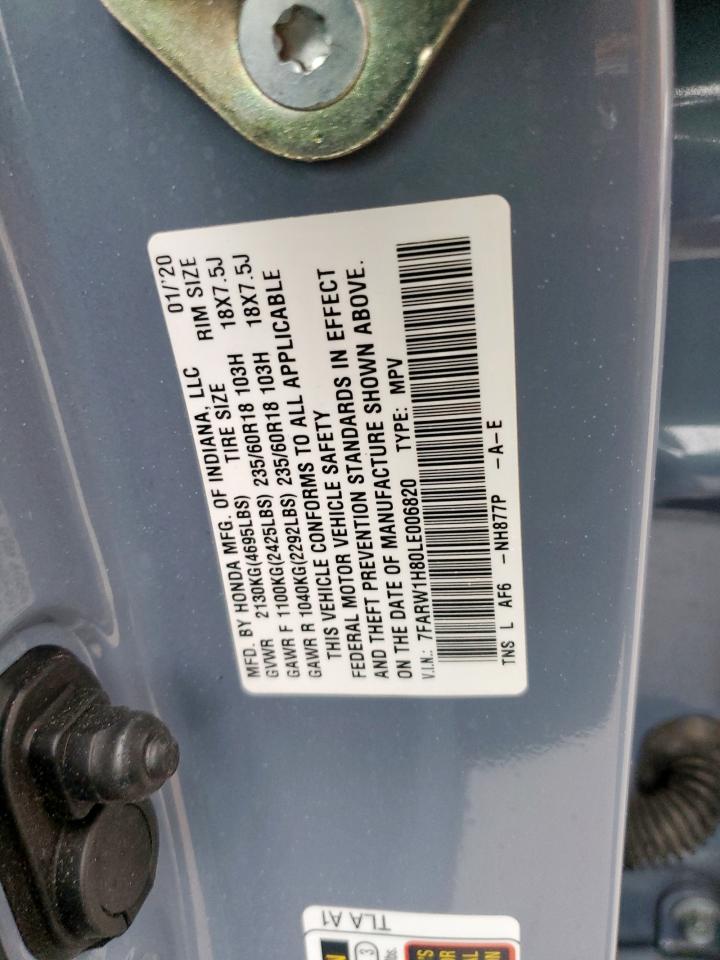 MFD. BY HONDA MFG. OF INDIANA, LLC 01/'20
GVWR 2130KG(4695LBS) TIRE SIZE RIM SIZE
GAWR F 1100KG(2425LBS) 235/60R18 103H 18X7.5J
GAWR R 1040KG(2292LBS) 235/60R18 103H 18X7.5J
THIS VEHICLE CONFORMS TO ALL APPLICABLE
FEDERAL MOTOR VEHICLE SAFETY
AND THEFT PREVENTION STANDARDS IN EFFECT
ON THE DATE OF MANUFACTURE SHOWN ABOVE.
V.I.N.: 7FARW1H80LE006820 TYPE: MPV
TNS L AF6 -NH877P -A-E
TLA A1
3